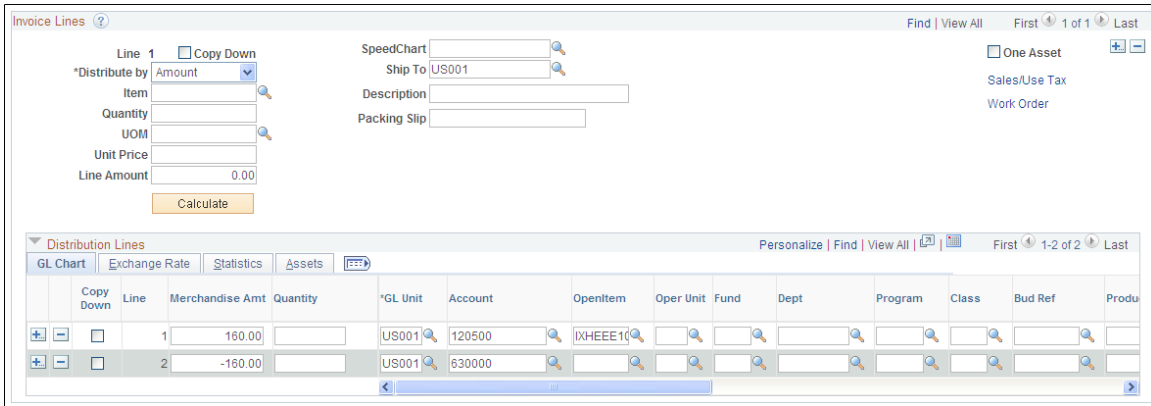 Invoice Lines ? Find | View All First 1 of 1 Last
Line 1 Copy Down SpeedChart One Asset
*Distribute by Amount Ship To US001
Item Description Sales/Use Tax
Quantity Packing Slip Work Order
UOM
Unit Price
Line Amount 0.00
Calculate
Distribution Lines Personalize | Find | View All | | First 1-2 of 2 Last
GL Chart Exchange Rate Statistics Assets
Copy Down Line Merchandise Amt Quantity *GL Unit Account OpenItem Oper Unit Fund Dept Program Class Bud Ref Produ
1 160.00 US001 120500 IXHEEE10
2 -160.00 US001 630000